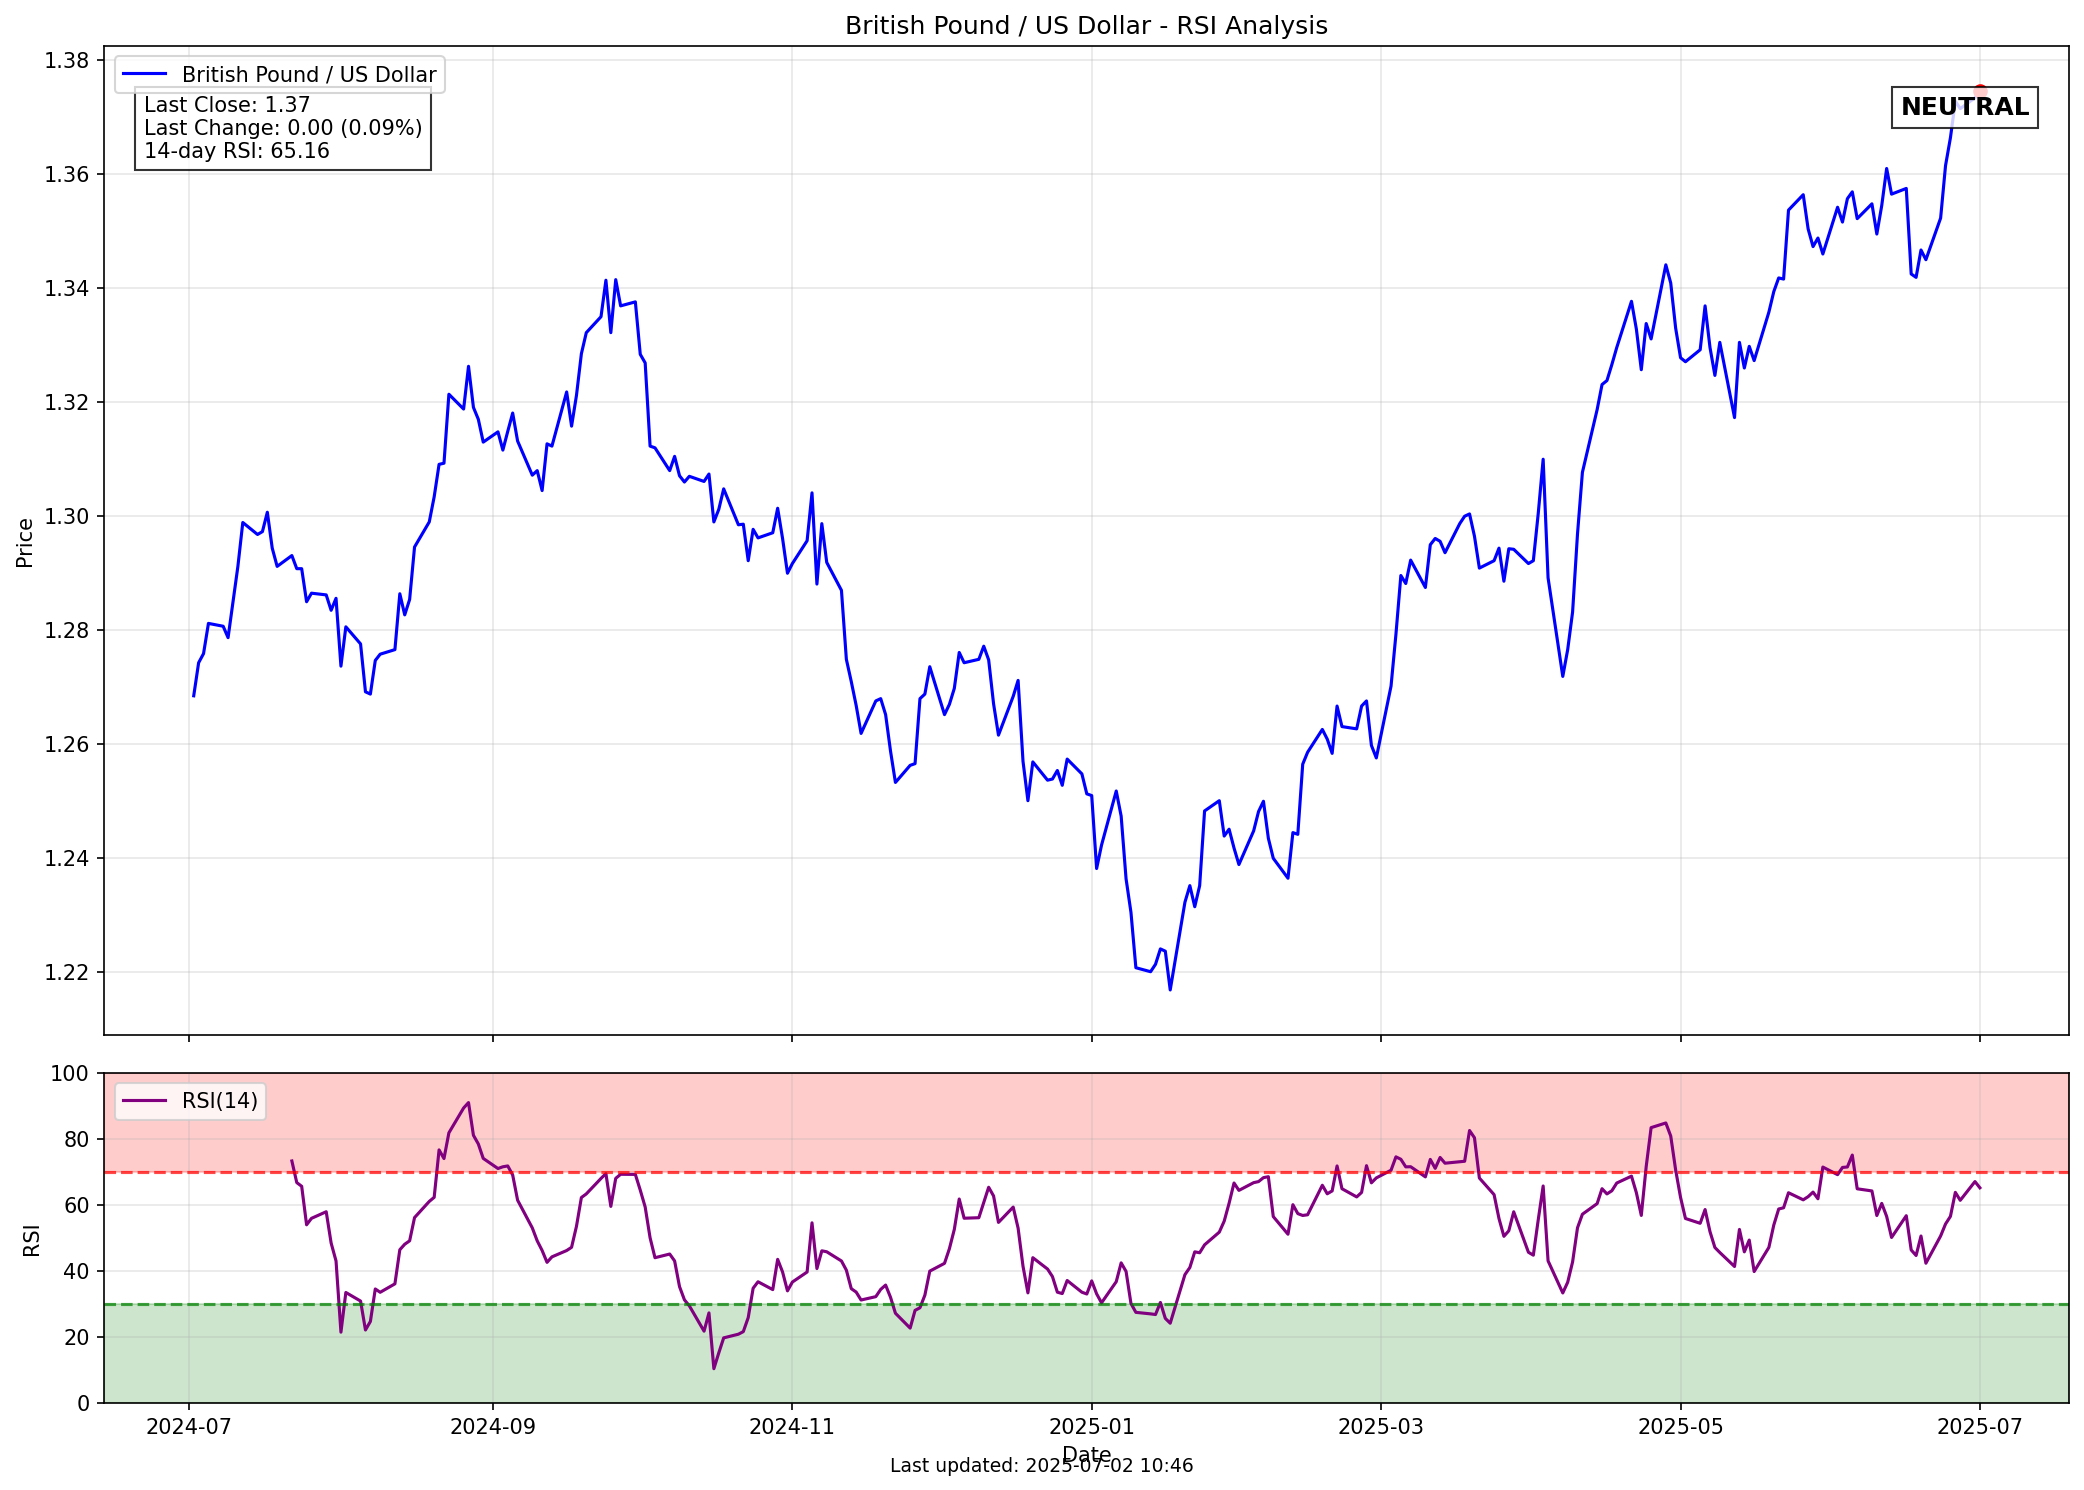 British Pound / US Dollar - RSI Analysis
British Pound / US Dollar
Last Close: 1.37
Last Change: 0.00 (0.09%)
14-day RSI: 65.16
NEUTRAL
Price
1.38
1.36
1.34
1.32
1.30
1.28
1.26
1.24
1.22
RSI(14)
RSI
100
80
60
40
20
0
2024-07
2024-09
2024-11
2025-01
2025-03
2025-05
2025-07
Date
Last updated: 2025-07-02 10:46